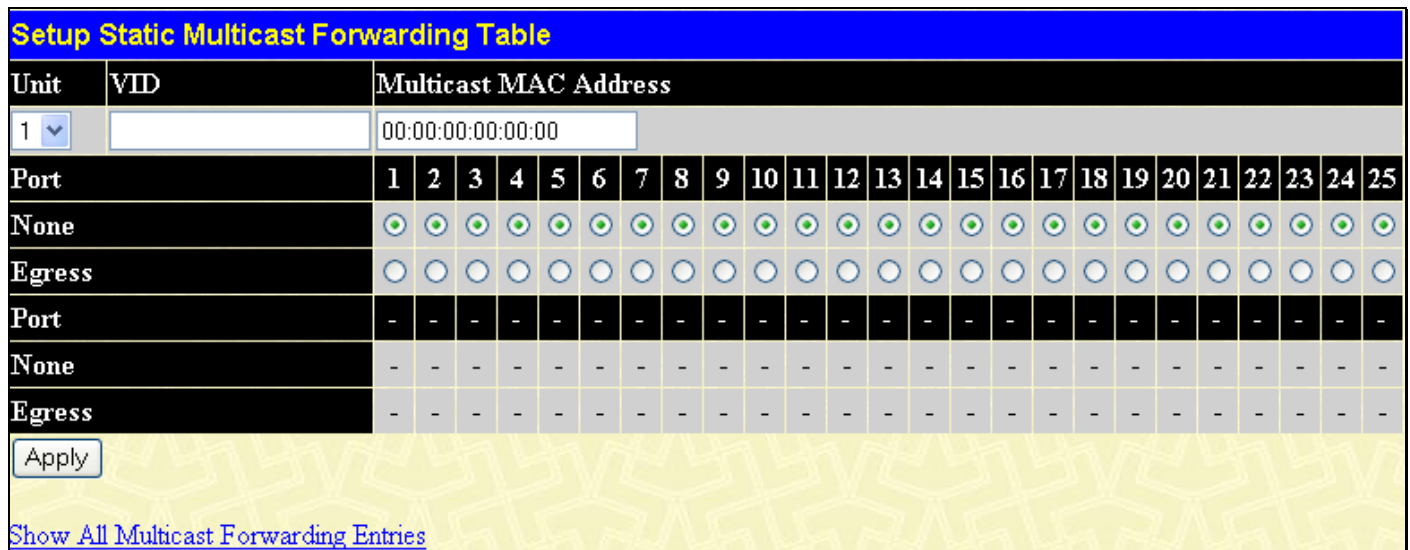 Setup Static Multicast Forwarding Table
Unit VID Multicast MAC Address
1 00:00:00:00:00:00
Port 1 2 3 4 5 6 7 8 9 10 11 12 13 14 15 16 17 18 19 20 21 22 23 24 25
None
Egress
Port - - - - - - - - - - - - - - - - - - - - - - - - -
None - - - - - - - - - - - - - - - - - - - - - - - - -
Egress - - - - - - - - - - - - - - - - - - - - - - - - -
Apply
Show All Multicast Forwarding Entries